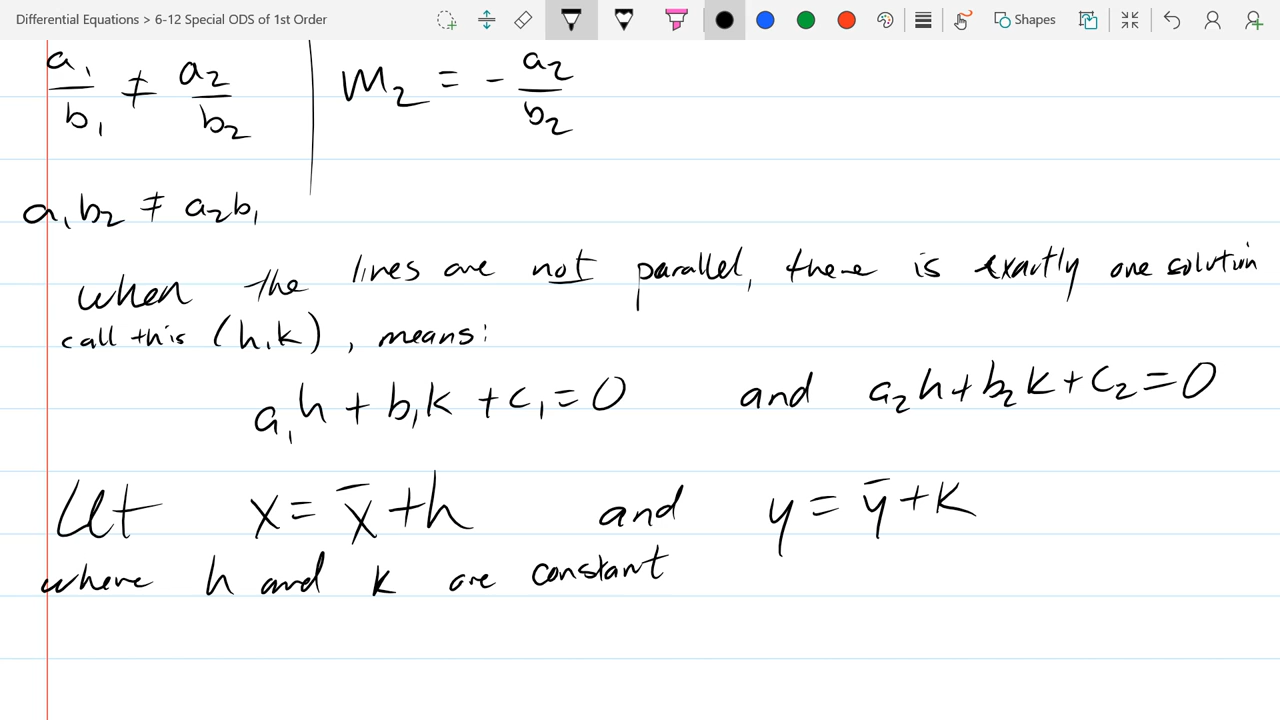 Differential Equations > 6-12 Special ODS of 1st Order
Shapes
a₁/b₁ ≠ a₂/b₂ | m₂ = - a₂/b₂
a₁b₂ ≠ a₂b₁
when the lines are not parallel, there is exactly one solution
call this (h,k), means:
a₁h + b₁k + c₁ = 0 and a₂h + b₂k + c₂ = 0
Let x = x̄ + h and y = ȳ + k
where h and k are constant